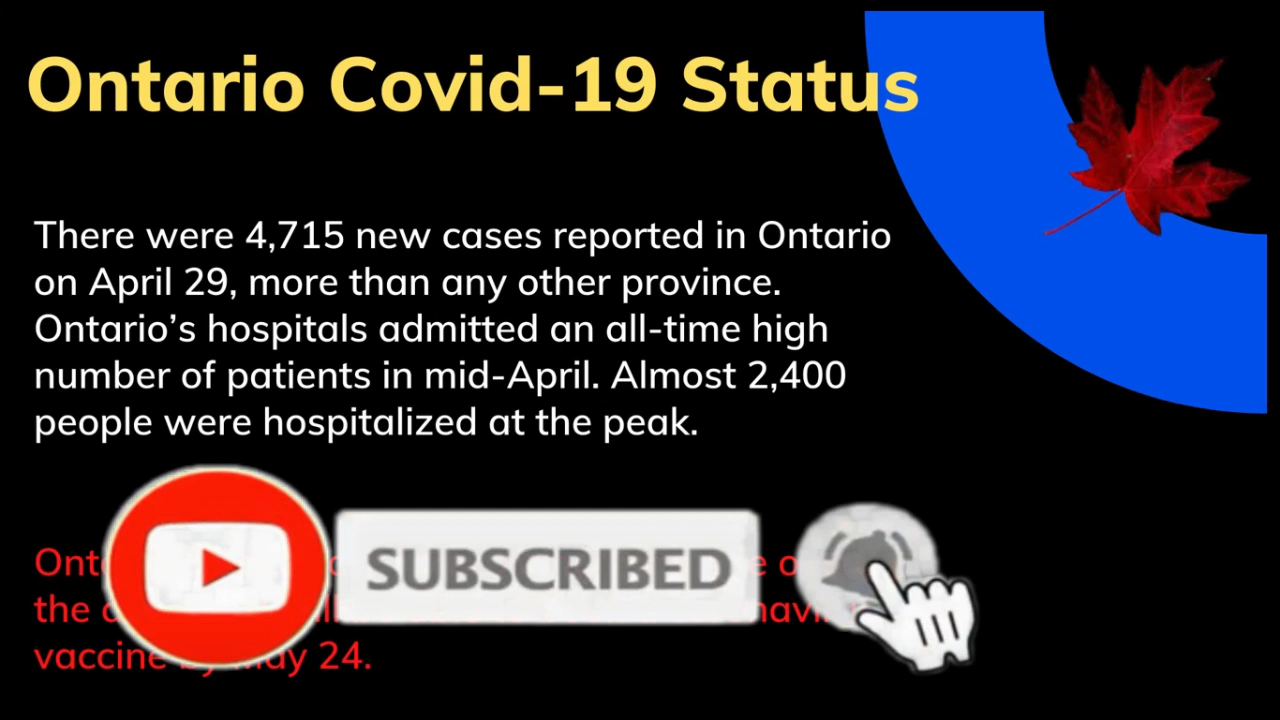 Ontario Covid-19 Status
There were 4,715 new cases reported in Ontario
on April 29, more than any other province.
Ontario’s hospitals admitted an all-time high
number of patients in mid-April. Almost 2,400
people were hospitalized at the peak.
SUBSCRIBED
the
vaccine by May 24.